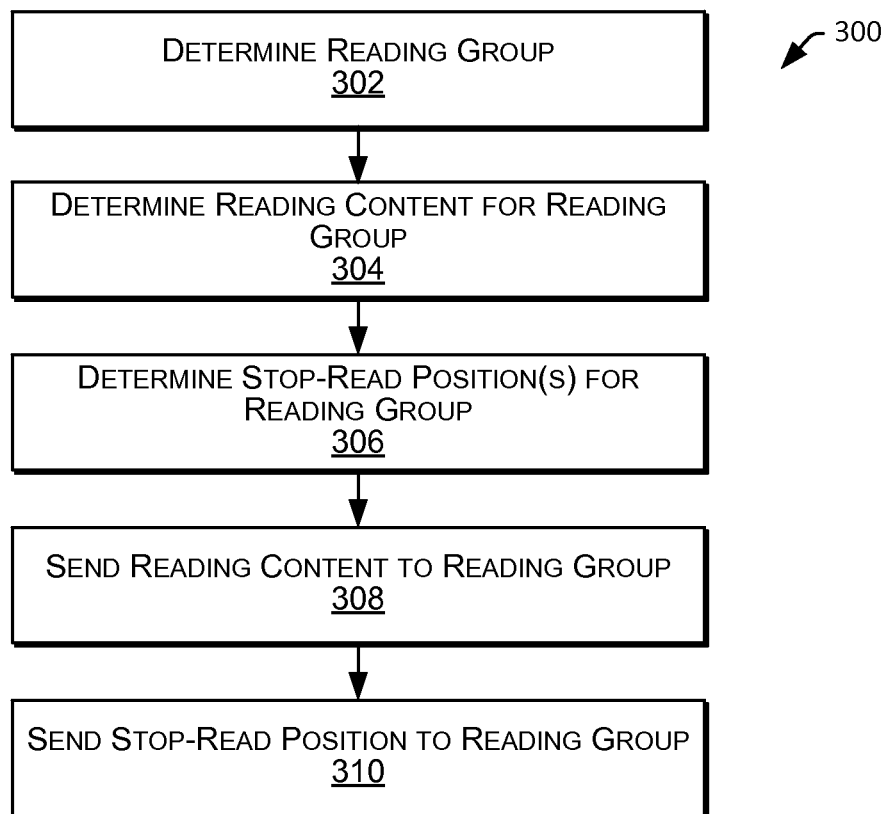 300
DETERMINE READING GROUP
302
DETERMINE READING CONTENT FOR READING
GROUP
304
DETERMINE STOP-READ POSITION(S) FOR
READING GROUP
306
SEND READING CONTENT TO READING GROUP
308
SEND STOP-READ POSITION TO READING GROUP
310